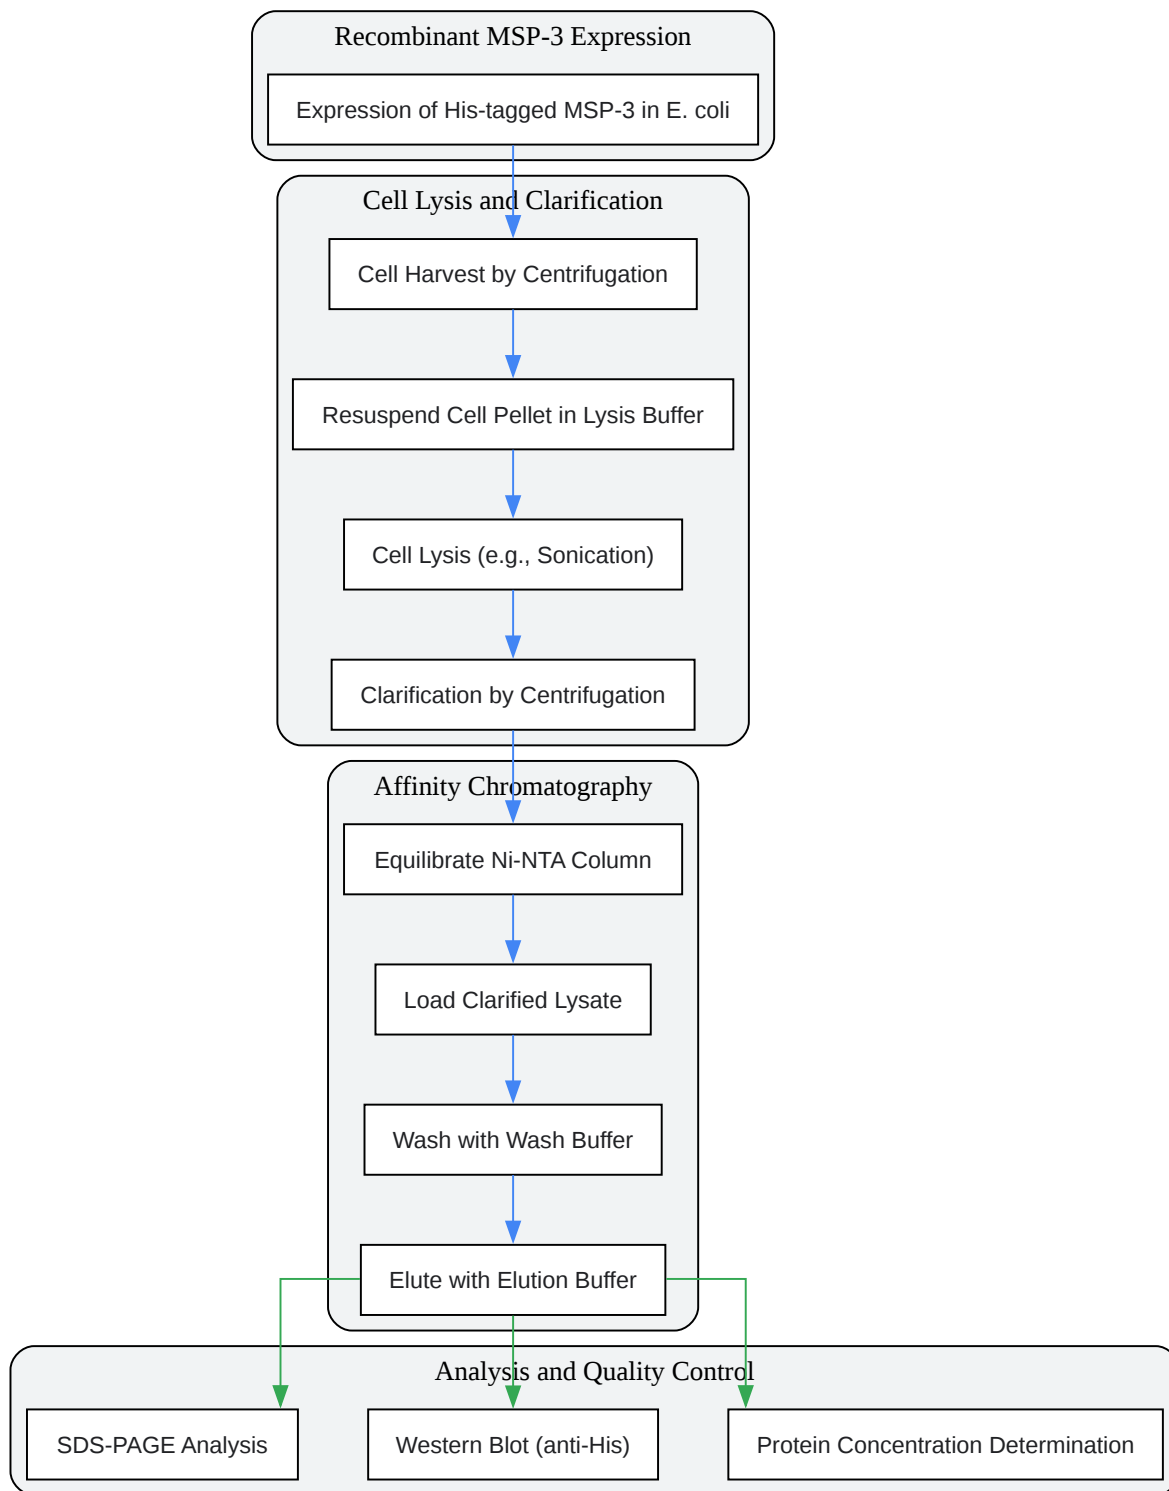 Recombinant MSP-3 Expression
Expression of His-tagged MSP-3 in E. coli
Cell Lysis and Clarification
Cell Harvest by Centrifugation
Resuspend Cell Pellet in Lysis Buffer
Cell Lysis (e.g., Sonication)
Clarification by Centrifugation
Affinity Chromatography
Equilibrate Ni-NTA Column
Load Clarified Lysate
Wash with Wash Buffer
Elute with Elution Buffer
Analysis and Quality Control
SDS-PAGE Analysis
Western Blot (anti-His)
Protein Concentration Determination